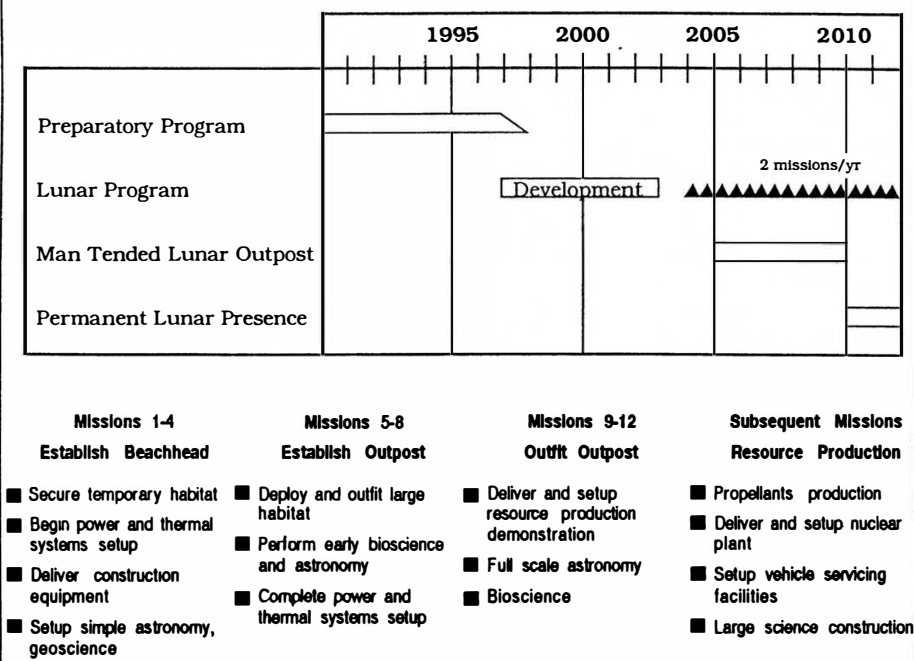 1995 2000 2005 2010
Preparatory Program
2 missions/yr
Lunar Program
Development
Man Tended Lunar Outpost
Permanent Lunar Presence
Missions 1-4
Establish Beachhead
■ Secure temporary habitat
■ Begin power and thermal
systems setup
■ Deliver construction
equipment
■ Setup simple astronomy,
geoscience
Missions 5-8
Establish Outpost
■ Deploy and outfit large
habitat
■ Perform early bioscience
and astronomy
■ Complete power and
thermal systems setup
Missions 9-12
Outfit Outpost
■ Deliver and setup
resource production
demonstration
■ Full scale astronomy
■ Bioscience
Subsequent Missions
Resource Production
■ Propellants production
■ Deliver and setup nuclear
plant
■ Setup vehicle servicing
facilities
■ Large science construction